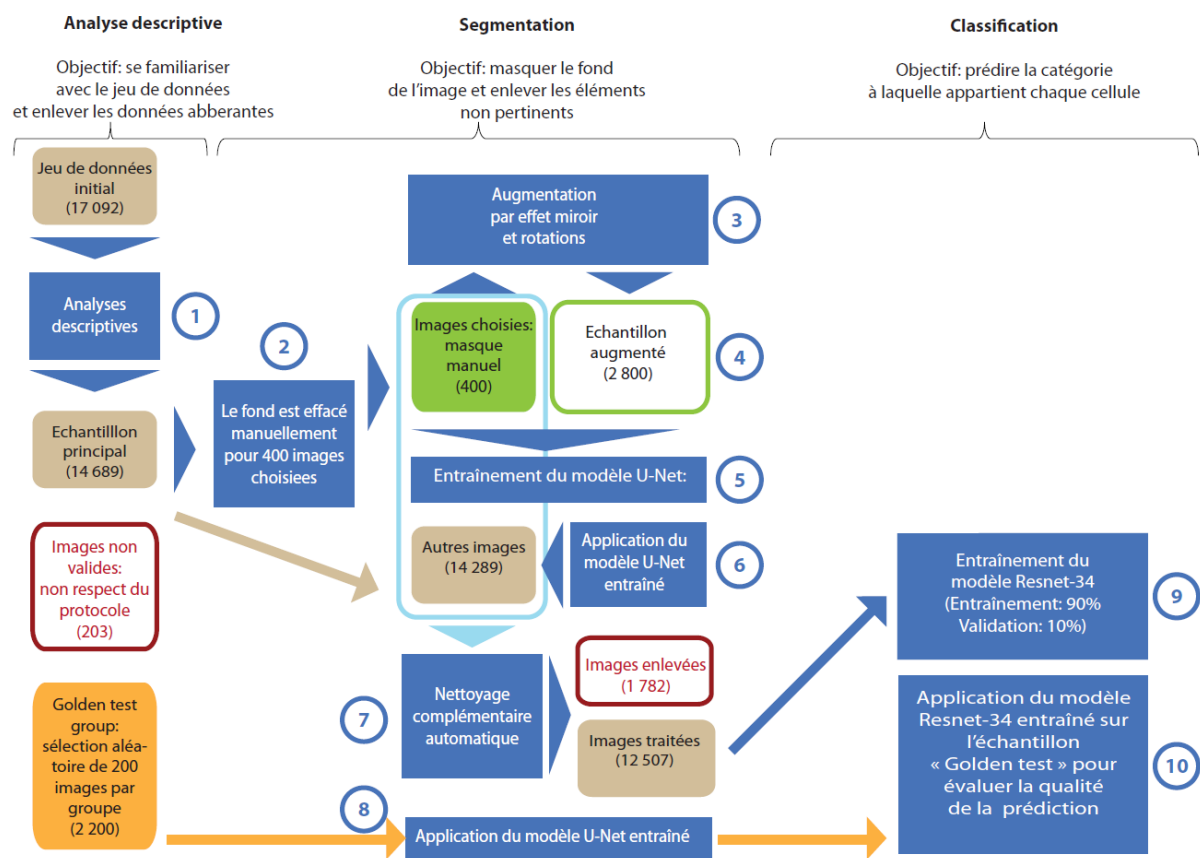 Analyse descriptive
Objectif: se familiariser
avec le jeu de données
et enlever les données abberantes
Segmentation
Objectif: masquer le fond
de l'image et enlever les éléments
non pertinents
Classification
Objectif: prédire la catégorie
à laquelle appartient chaque cellule
Jeu de données
initial
(17 092)
Analyses
descriptives
1
Echantilllon
principal
(14 689)
Images non
valides:
non respect du
protocole
(203)
Golden test
group:
sélection aléa-
toire de 200
images par
groupe
(2 200)
2
Le fond est effacé
manuellement
pour 400 images
choisiees
Augmentation
par effet miroir
et rotations
3
Images choisies:
masque
manuel
(400)
Echantillon
augmenté
(2 800)
4
Entraînement du modèle U-Net:
5
Autres images
(14 289)
Application du
modèle U-Net
entraîné
6
7
Nettoyage
complémentaire
automatique
Images enlevées
(1 782)
Images traitées
(12 507)
8
Application du modèle U-Net entraîné
Entraînement du
modèle Resnet-34
(Entraînement: 90%
Validation: 10%)
9
Application du modèle
Resnet-34 entraîné sur
l'échantillon
« Golden test » pour
évaluer la qualité
de la prédiction
10